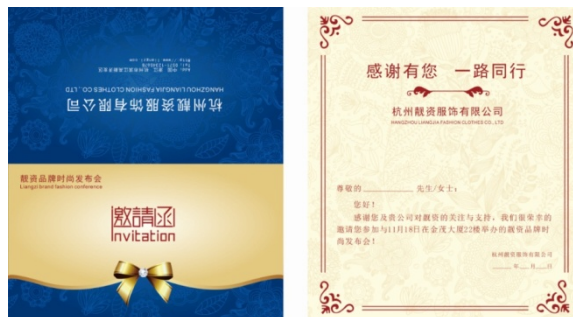 杭州靓资服饰有限公司
HANGZHOU LIANGJIA FASHION CLOTHES CO., LTD
靓资品牌时尚发布会
Liangzi brand fashion conference
邀請函
Invitation
感谢有您 一路同行
杭州靓资服饰有限公司
HANGZHOU LIANGJIA FASHION CLOTHES CO., LTD
尊敬的 先生/女士：
您好！
感谢您及贵公司对靓资的关注与支持，我们很荣幸的
邀请您参加与11月18日在金茂大厦22楼举办的靓资品牌时
尚发布会！
杭州靓资服饰有限公司
年 月 日